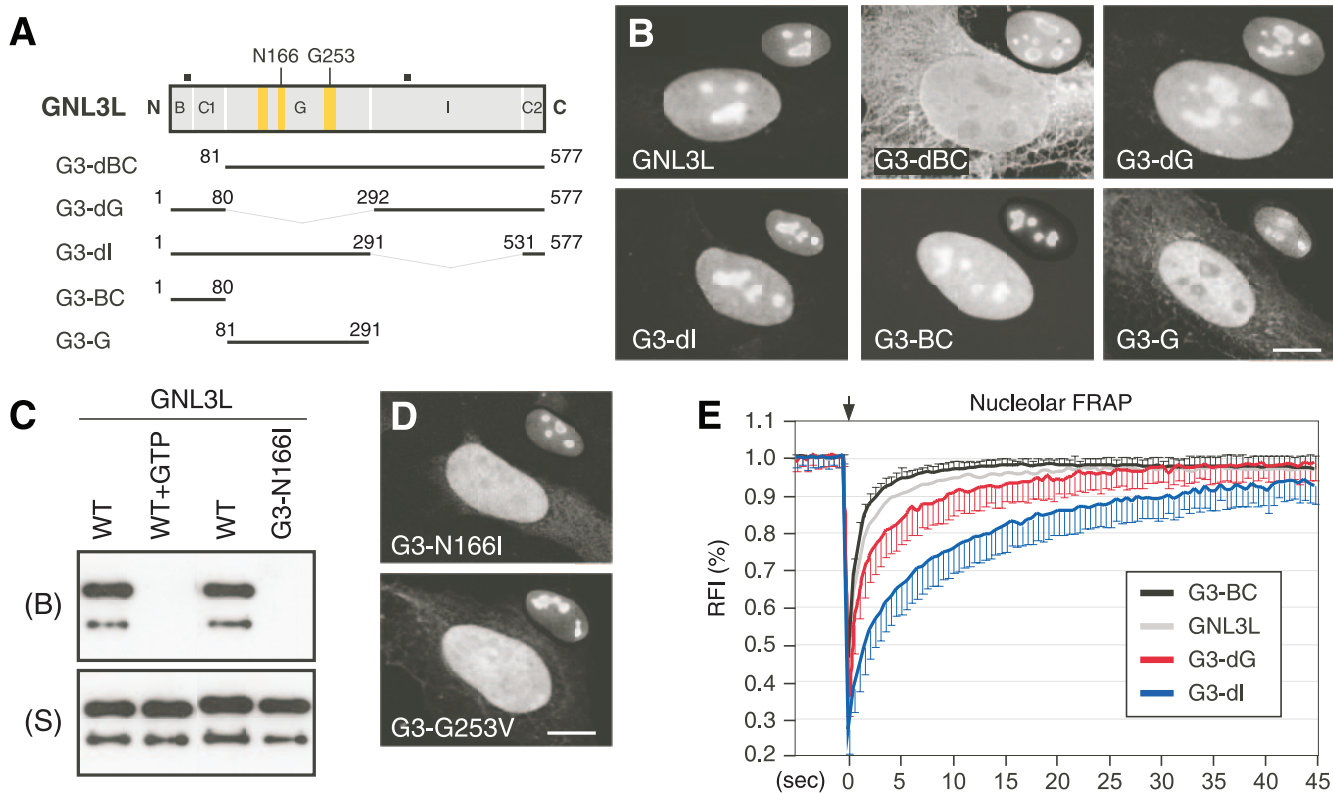 A
N166 G253
GNL3L N B C1 G I C2 C
G3-dBC 81 577
G3-dG 1 80 292 577
G3-dI 1 291 531 577
G3-BC 1 80
G3-G 81 291
B
GNL3L G3-dBC G3-dG
G3-dI G3-BC G3-G
C
GNL3L
WT WT+GTP WT G3-N166I
(B)
(S)
D
G3-N166I
G3-G253V
E
Nucleolar FRAP
RFI (%)
1.1
1.0
0.9
0.8
0.7
0.6
0.5
0.4
0.3
0.2
G3-BC
GNL3L
G3-dG
G3-dI
(sec) 0 5 10 15 20 25 30 35 40 45